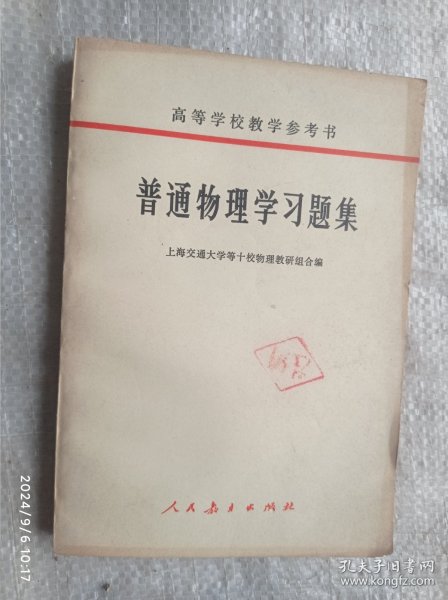 高等学校教学参考书
普通物理学习题集
上海交通大学等十校物理教研组合编
人民教育出版社
2024/9/6 10:17
孔夫子旧书网
www.kongfz.com